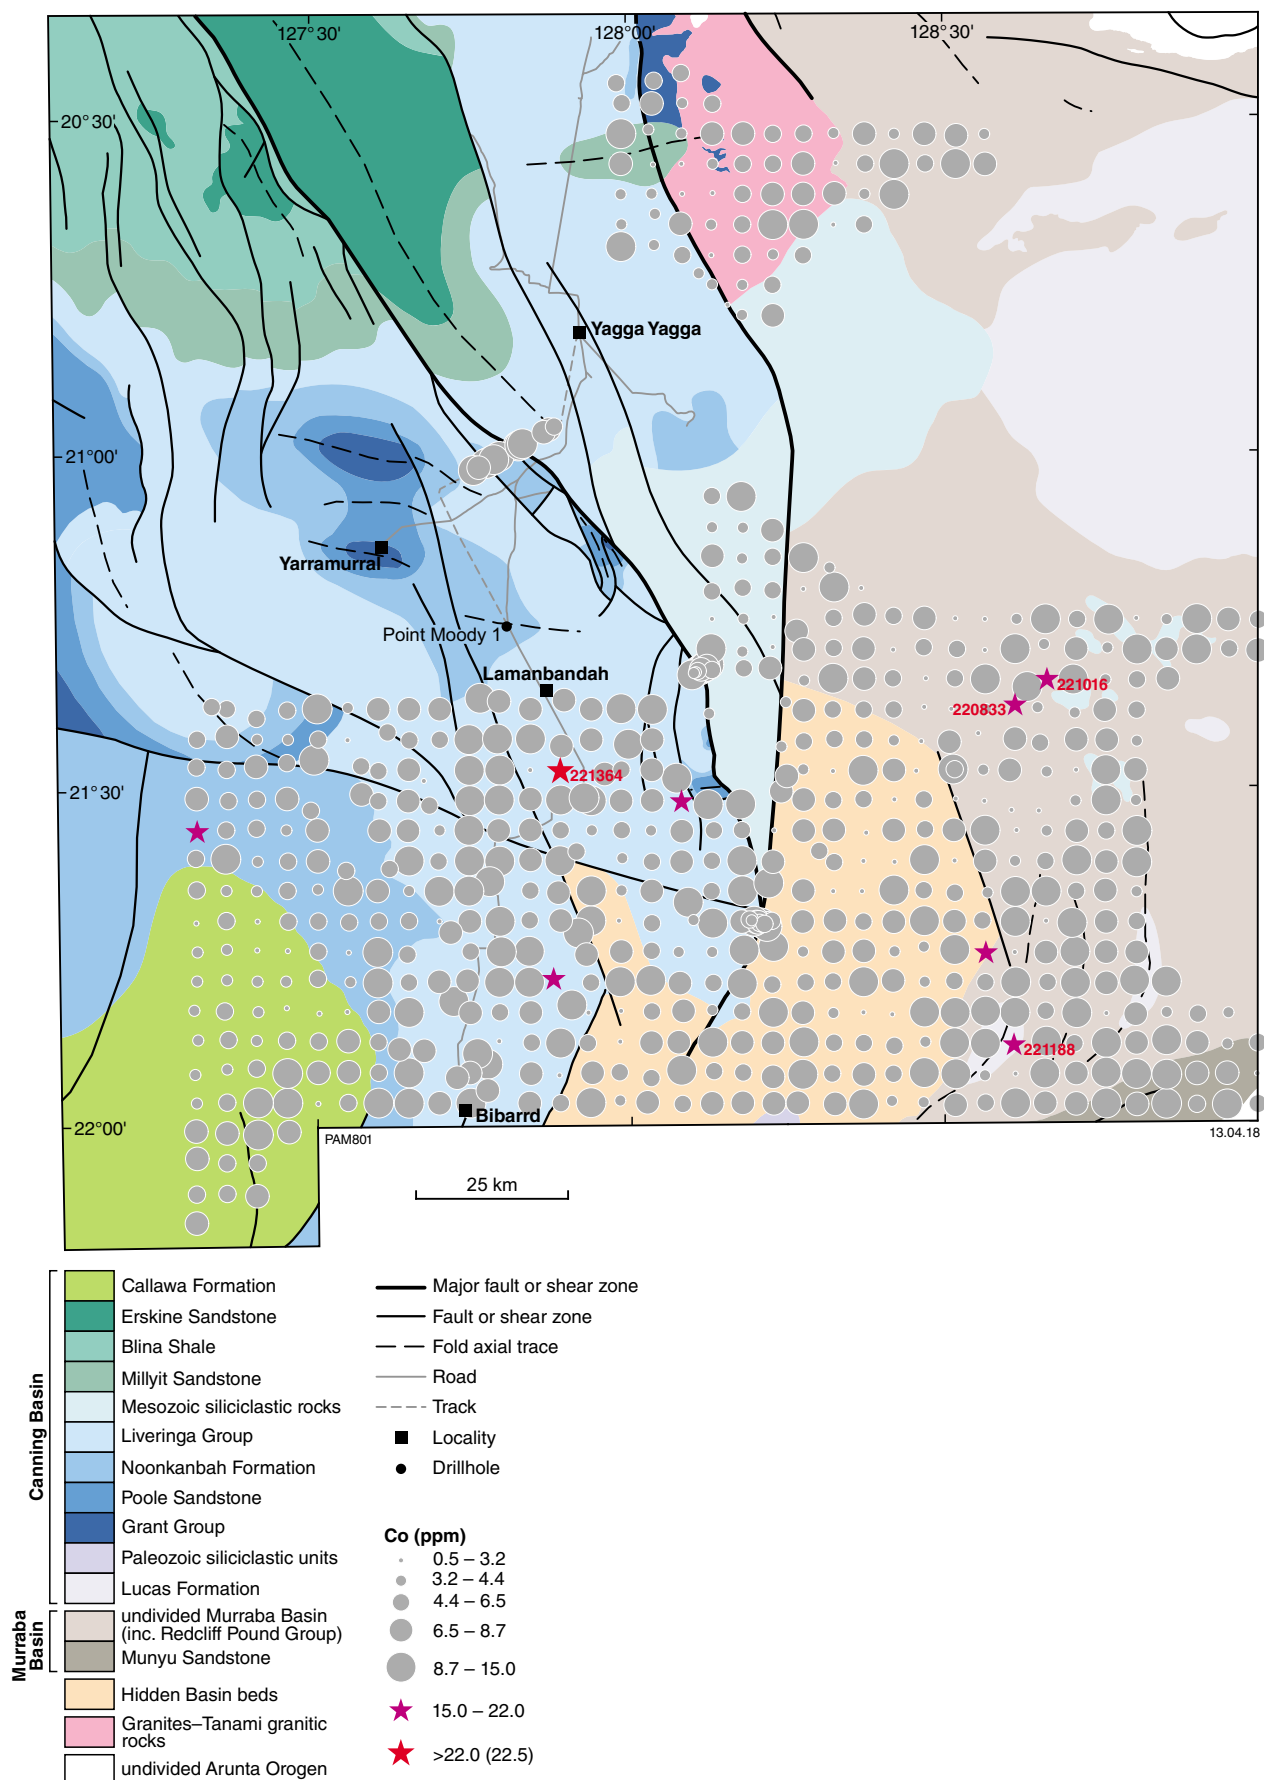 127°30'
128°00'
128°30'
20°30'
Yagga Yagga
21°00'
Yarramurral
Point Moody 1
Lamanbandah
221016
220833
221364
21°30'
221188
Bibarrd
22°00'
PAM801
13.04.18
25 km
Canning Basin
Callawa Formation
Erskine Sandstone
Blina Shale
Millyit Sandstone
Mesozoic siliciclastic rocks
Liveringa Group
Noonkanbah Formation
Poole Sandstone
Grant Group
Paleozoic siliciclastic units
Lucas Formation
Murraba
Basin
undivided Murraba Basin
(inc. Redcliff Pound Group)
Munyu Sandstone
Hidden Basin beds
Granites–Tanami granitic
rocks
undivided Arunta Orogen
Major fault or shear zone
Fault or shear zone
Fold axial trace
Road
Track
Locality
Drillhole
Co (ppm)
0.5 – 3.2
3.2 – 4.4
4.4 – 6.5
6.5 – 8.7
8.7 – 15.0
15.0 – 22.0
>22.0 (22.5)